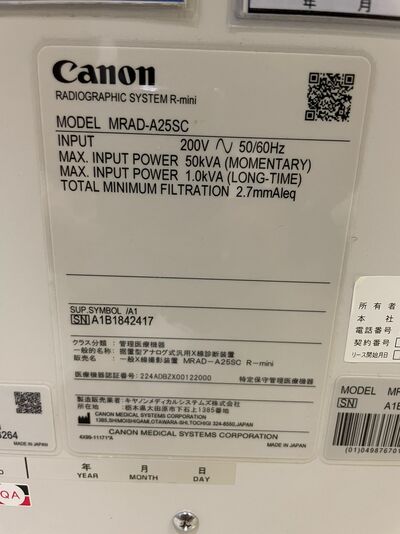 年 月
Canon
RADIOGRAPHIC SYSTEM R-mini
MODEL MRAD-A25SC
INPUT 200V ∿ 50/60Hz
MAX. INPUT POWER 50kVA (MOMENTARY)
MAX. INPUT POWER 1.0kVA (LONG-TIME)
TOTAL MINIMUM FILTRATION 2.7mmAleq
SUP.SYMBOL /A1
SN A1B1842417
クラス分類 : 管理医療機器
一般的名称 : 据置型アナログ式汎用X線診断装置
販売名 : 一般X線撮影装置 MRAD-A25SC R-mini
医療機器認証番号 : 224ADBZX00122000 特定保守管理医療機器
製造販売業者名 : キヤノンメディカルシステムズ株式会社
所在地 : 栃木県大田原市下石上1385番地
CANON MEDICAL SYSTEMS CORPORATION
1385,SHIMOISHIGAMI,OTAWARA-SHI,TOCHIGI 324-8550,JAPAN
CANON MEDICAL SYSTEMS CORPORATION
MADE IN JAPAN
所有者
本社
電話番号
契約番号
リース開始月日
MODEL MR
SN A1B
(01)04987670
5264
MADE IN JAPAN
年 月 日
YEAR MONTH DAY
QA